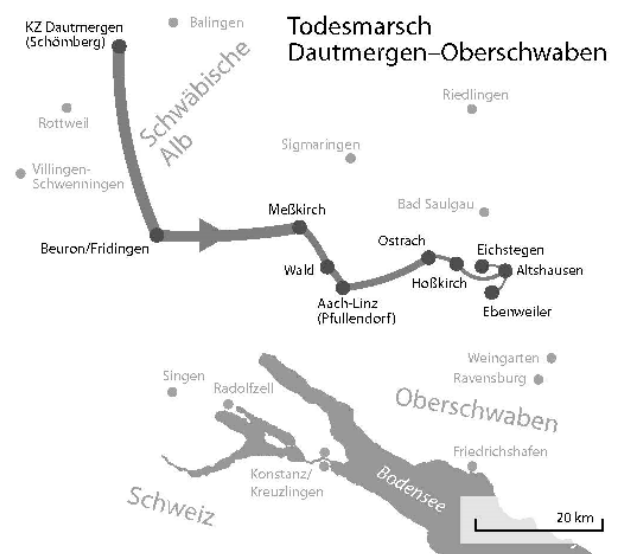 KZ Dautmergen
(Schömberg)
Balingen
Todesmarsch
Dautmergen–Oberschwaben
Schwäbische
Alb
Riedlingen
Rottweil
Sigmaringen
Villingen-
Schwenningen
Bad Saulgau
Meßkirch
Beuron/Fridingen
Ostrach
Eichstegen
Wald
Hoßkirch
Altshausen
Aach-Linz
(Pfullendorf)
Ebenweiler
Weingarten
Singen
Ravensburg
Radolfzell
Oberschwaben
Friedrichshafen
Konstanz/
Kreuzlingen
Bodensee
Schweiz
20 km